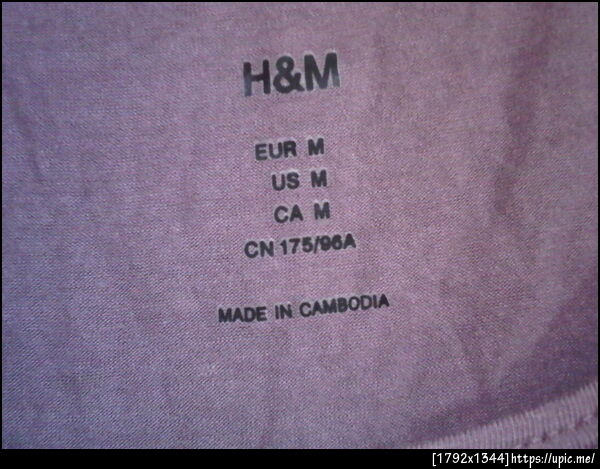 H&M
EUR M
US M
CA M
CN 175/96A
MADE IN CAMBODIA
[1792x1344]https://upic.me/